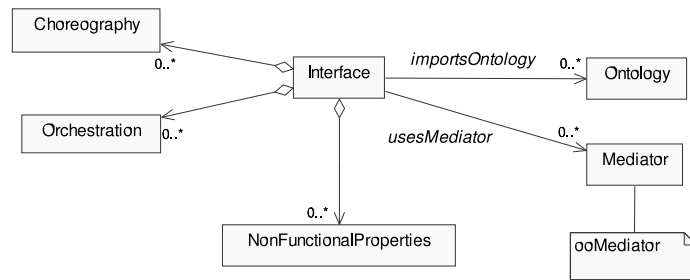 Choreography
0..*
Interface
importsOntology
0..*
Ontology
Orchestration
0..*
usesMediator
0..*
Mediator
0..*
NonFunctionalProperties
ooMediator